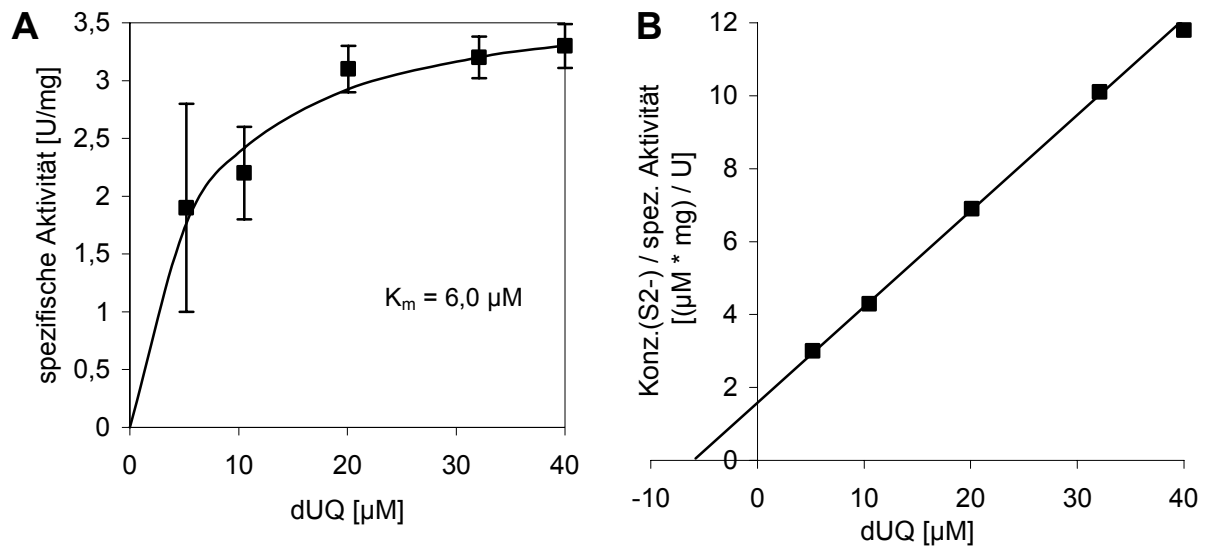 A
3,5
3
2,5
2
1,5
1
0,5
0
spezifische Aktivität [U/mg]
Km = 6,0 µM
0 10 20 30 40
dUQ [µM]
B
12
10
8
6
4
2
0
Konz.(S2-) / spez. Aktivität
[(µM * mg) / U]
-10 0 10 20 30 40
dUQ [µM]